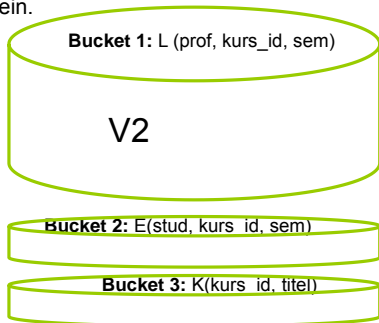 ein.
Bucket 1: L (prof, kurs_id, sem)
V2
Bucket 2: E(stud, kurs_id, sem)
Bucket 3: K(kurs_id, titel)